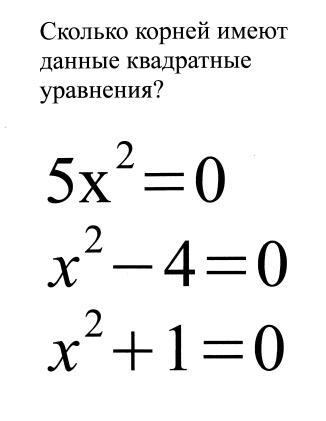 Сколько корней имеют
данные квадратные
уравнения?
5x²=0
x²−4=0
x²+1=0